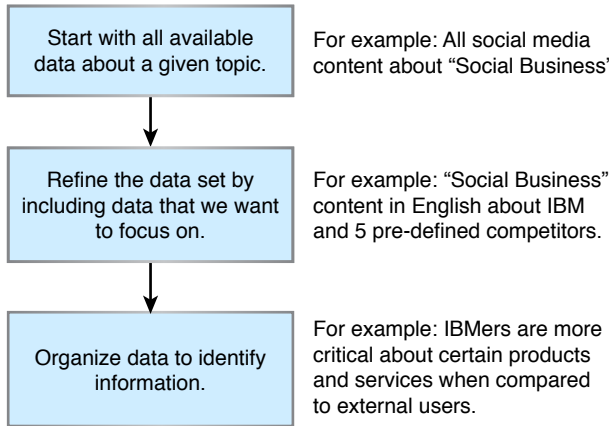 Start with all available
data about a given topic.
For example: All social media
content about “Social Business”
Refine the data set by
including data that we want
to focus on.
For example: “Social Business”
content in English about IBM
and 5 pre-defined competitors.
Organize data to identify
information.
For example: IBMers are more
critical about certain products
and services when compared
to external users.